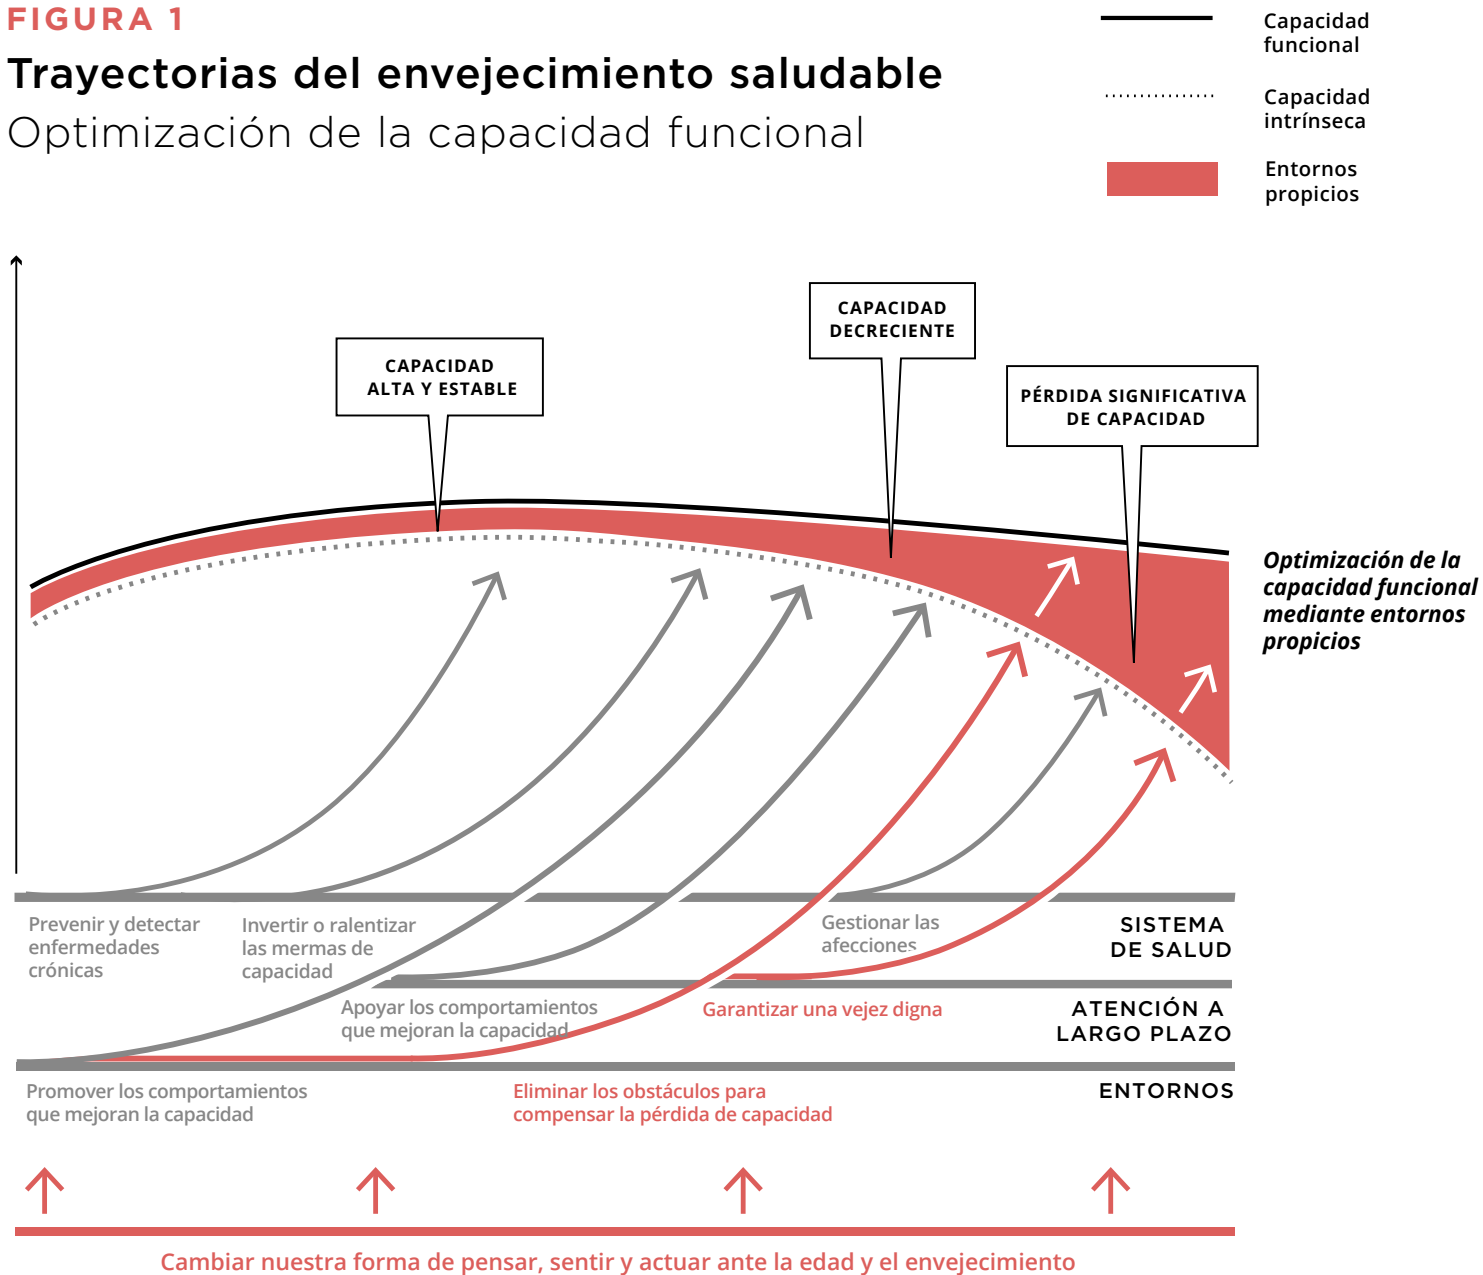 FIGURA 1
Trayectorias del envejecimiento saludable
Optimización de la capacidad funcional
Capacidad
funcional
Capacidad
intrínseca
Entornos
propicios
CAPACIDAD
ALTA Y ESTABLE
CAPACIDAD
DECRECIENTE
PÉRDIDA SIGNIFICATIVA
DE CAPACIDAD
Optimización de la
capacidad funcional
mediante entornos
propicios
Prevenir y detectar
enfermedades
crónicas
Invertir o ralentizar
las mermas de
capacidad
Gestionar las
afecciones
SISTEMA
DE SALUD
Apoyar los comportamientos
que mejoran la capacidad
Garantizar una vejez digna
ATENCIÓN A
LARGO PLAZO
Promover los comportamientos
que mejoran la capacidad
Eliminar los obstáculos para
compensar la pérdida de capacidad
ENTORNOS
Cambiar nuestra forma de pensar, sentir y actuar ante la edad y el envejecimiento